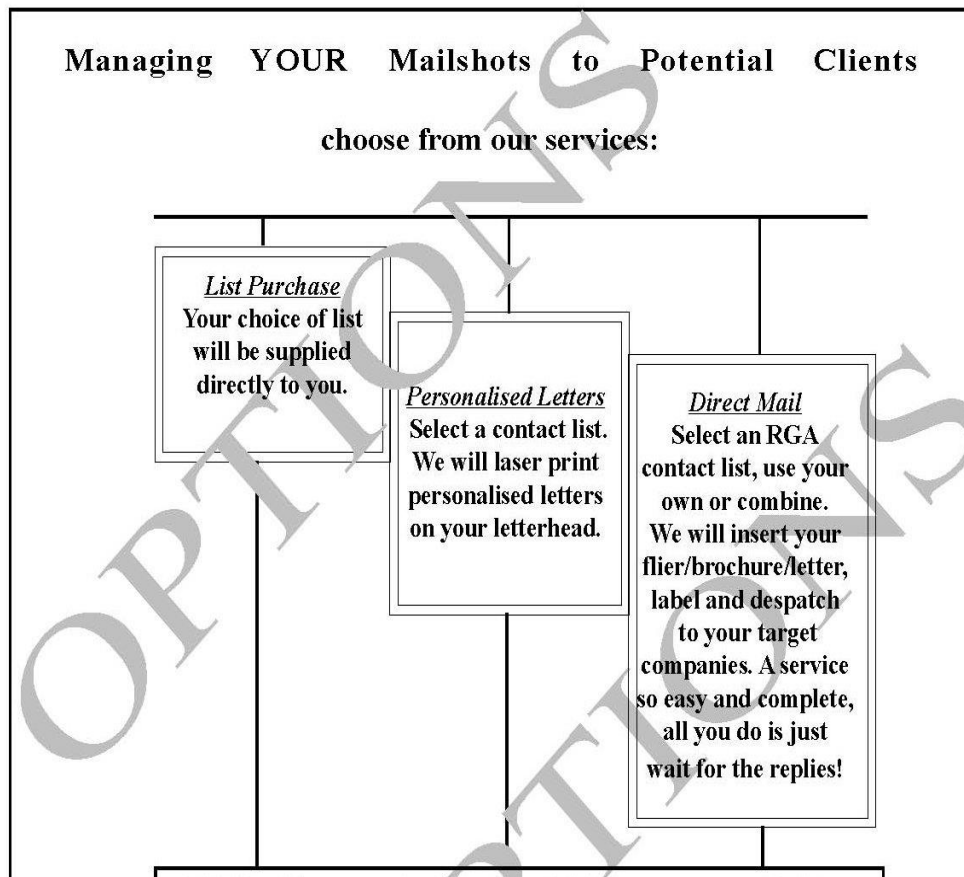 Managing YOUR Mailshots to Potential Clients
choose from our services:
List Purchase
Your choice of list
will be supplied
directly to you.
Personalised Letters
Select a contact list.
We will laser print
personalised letters
on your letterhead.
Direct Mail
Select an RGA
contact list, use your
own or combine.
We will insert your
flier/brochure/letter,
label and despatch
to your target
companies. A service
so easy and complete,
all you do is just
wait for the replies!
OPTIONS
OPTIONS